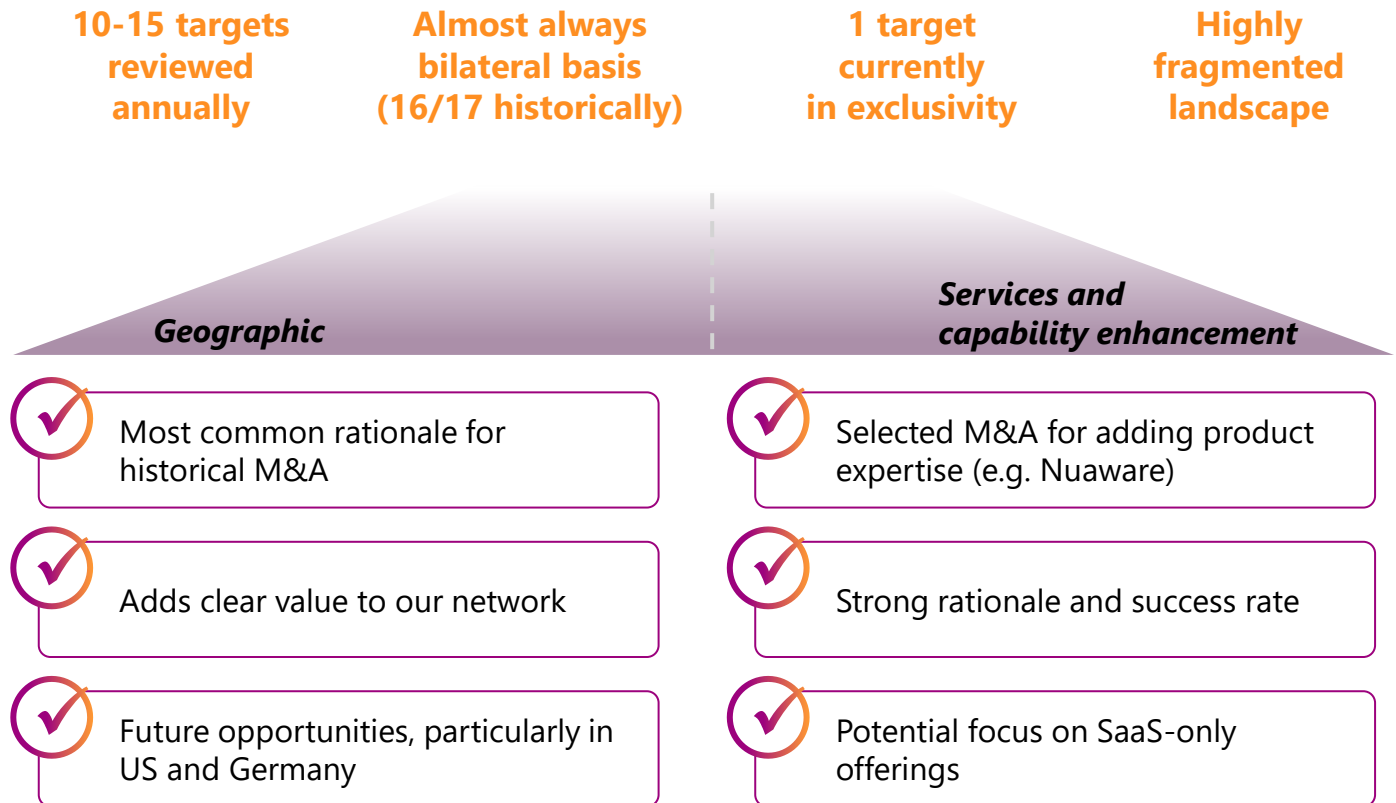 10-15 targets
reviewed
annually
Almost always
bilateral basis
(16/17 historically)
1 target
currently
in exclusivity
Highly
fragmented
landscape
Geographic
Services and
capability enhancement
Most common rationale for
historical M&A
Adds clear value to our network
Future opportunities, particularly in
US and Germany
Selected M&A for adding product
expertise (e.g. Nuaware)
Strong rationale and success rate
Potential focus on SaaS-only
offerings